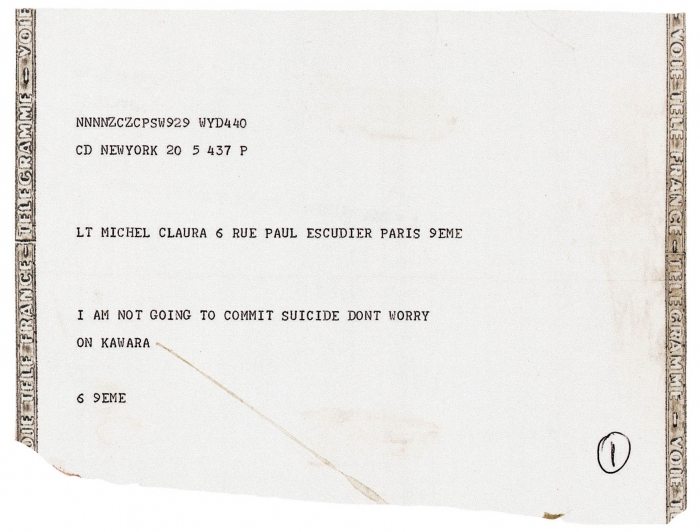 NNNNZCZCPSW929 WYD440
CD NEWYORK 20 5 437 P
LT MICHEL CLAURA 6 RUE PAUL ESCUDIER PARIS 9EME
I AM NOT GOING TO COMMIT SUICIDE DONT WORRY
ON KAWARA
6 9EME
1
OIE - TELE FRANCE - TELEGRAMME - VOIE
VOIE - TELE FRANCE - TELEGRAMME - VOIE TE